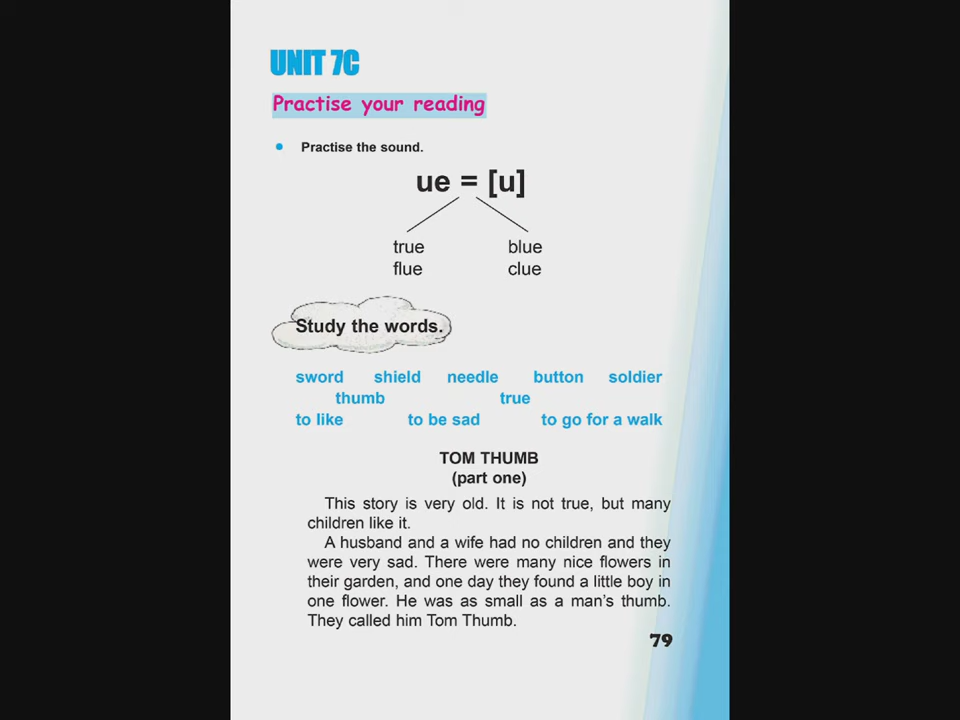 UNIT 7C
Practise your reading
• Practise the sound.
ue = [u]
true blue
flue clue
Study the words.
sword shield needle button soldier
thumb true
to like to be sad to go for a walk
TOM THUMB
(part one)
This story is very old. It is not true, but many
children like it.
A husband and a wife had no children and they
were very sad. There were many nice flowers in
their garden, and one day they found a little boy in
one flower. He was as small as a man's thumb.
They called him Tom Thumb.
79